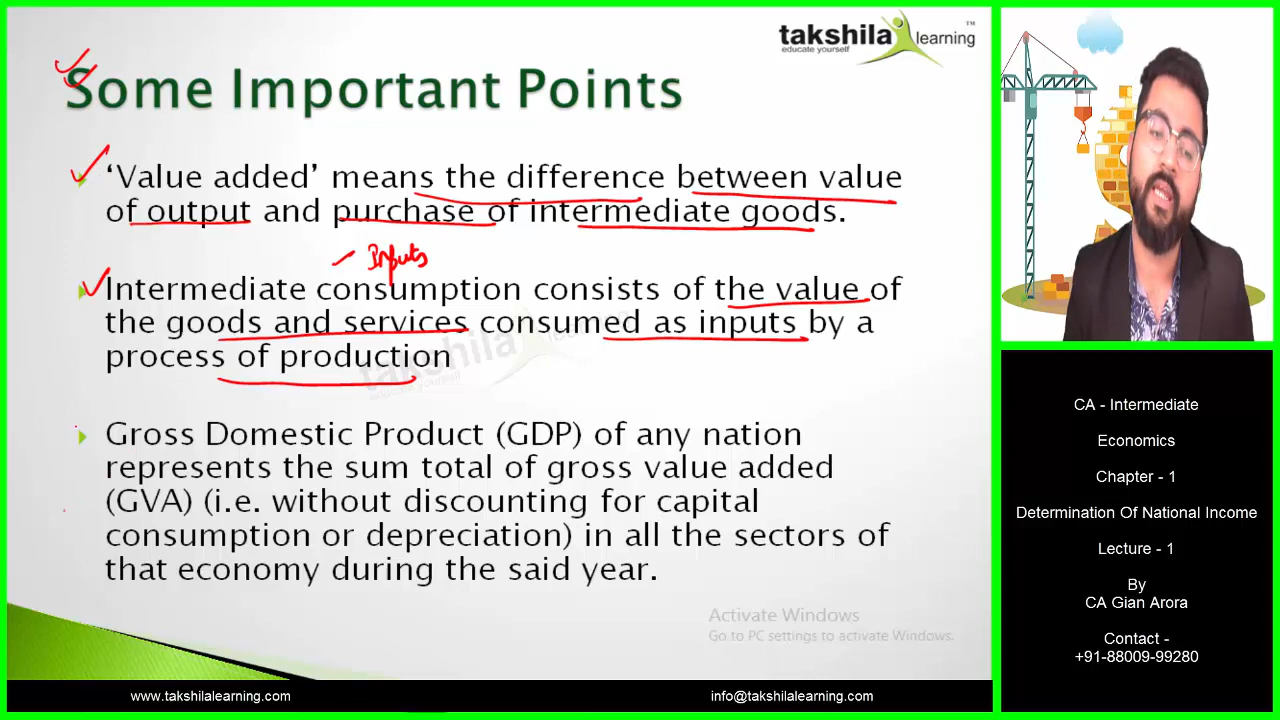 takshila learning
TM
educate yourself
Some Important Points
‘Value added’ means the difference between value
of output and purchase of intermediate goods.
Inputs
Intermediate consumption consists of the value of
the goods and services consumed as inputs by a
process of production
takshila
educate yourself
Gross Domestic Product (GDP) of any nation
represents the sum total of gross value added
(GVA) (i.e. without discounting for capital
consumption or depreciation) in all the sectors of
that economy during the said year.
Activate Windows
Go to PC settings to activate Windows.
CA - Intermediate
Economics
Chapter - 1
Determination Of National Income
Lecture - 1
By
CA Gian Arora
Contact -
+91-88009-99280
www.takshilalearning.com
info@takshilalearning.com